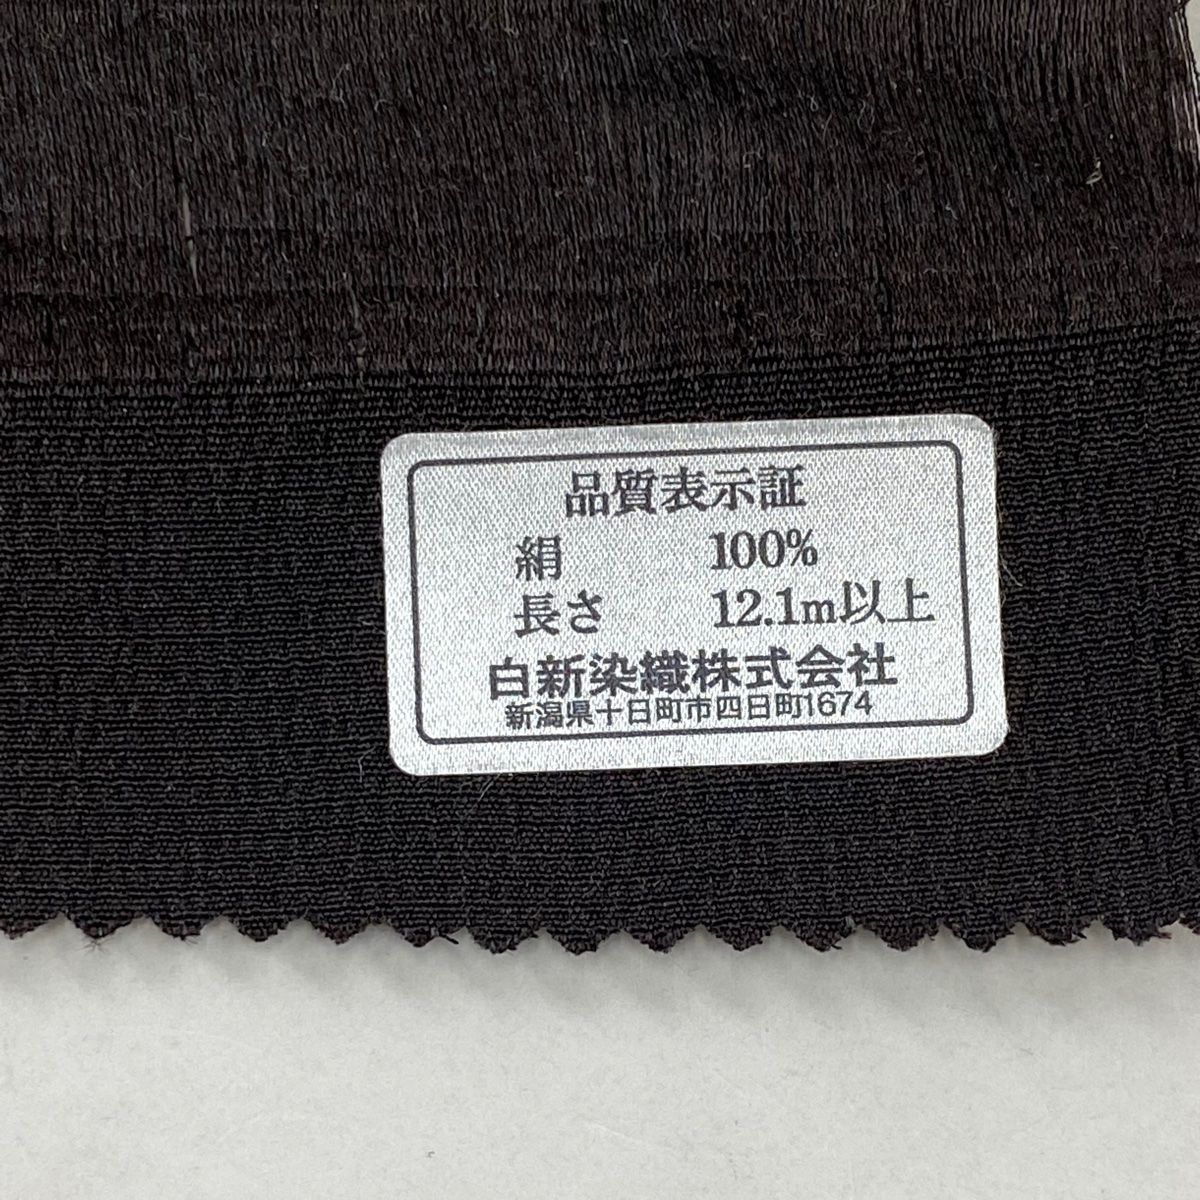 品質表示証
絹 100%
長さ 12.1m以上
白新染織株式会社
新潟県十日町市四日町1674